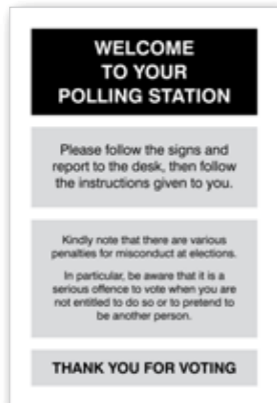 WELCOME
TO YOUR
POLLING STATION
Please follow the signs and
report to the desk, then follow
the instructions given to you.
Kindly note that there are various
penalties for misconduct at elections.
In particular, be aware that it is a
serious offence to vote when you are
not entitled to do so or to pretend to
be another person.
THANK YOU FOR VOTING